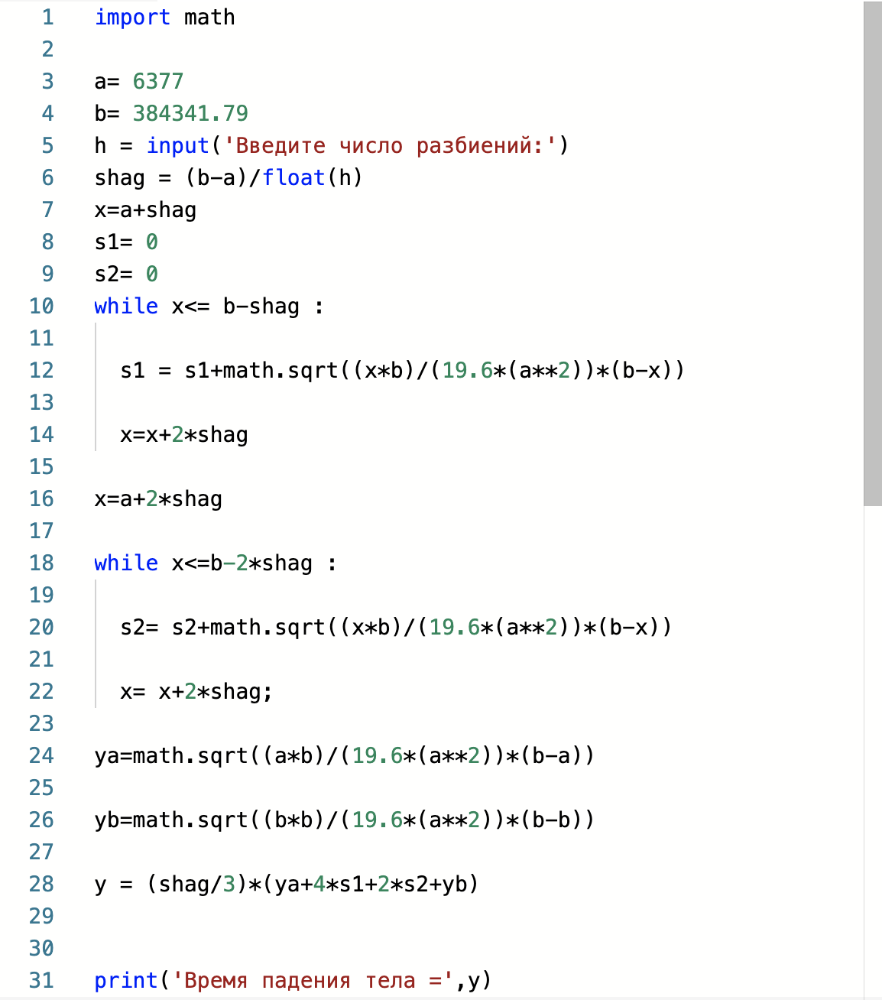 1 import math
2
3 a= 6377
4 b= 384341.79
5 h = input('Введите число разбиений:')
6 shag = (b-a)/float(h)
7 x=a+shag
8 s1= 0
9 s2= 0
10 while x<= b-shag :
11
12 s1 = s1+math.sqrt((x*b)/(19.6*(a**2))*(b-x))
13
14 x=x+2*shag
15
16 x=a+2*shag
17
18 while x<=b-2*shag :
19
20 s2= s2+math.sqrt((x*b)/(19.6*(a**2))*(b-x))
21
22 x= x+2*shag;
23
24 ya=math.sqrt((a*b)/(19.6*(a**2))*(b-a))
25
26 yb=math.sqrt((b*b)/(19.6*(a**2))*(b-b))
27
28 y = (shag/3)*(ya+4*s1+2*s2+yb)
29
30
31 print('Время падения тела =',y)